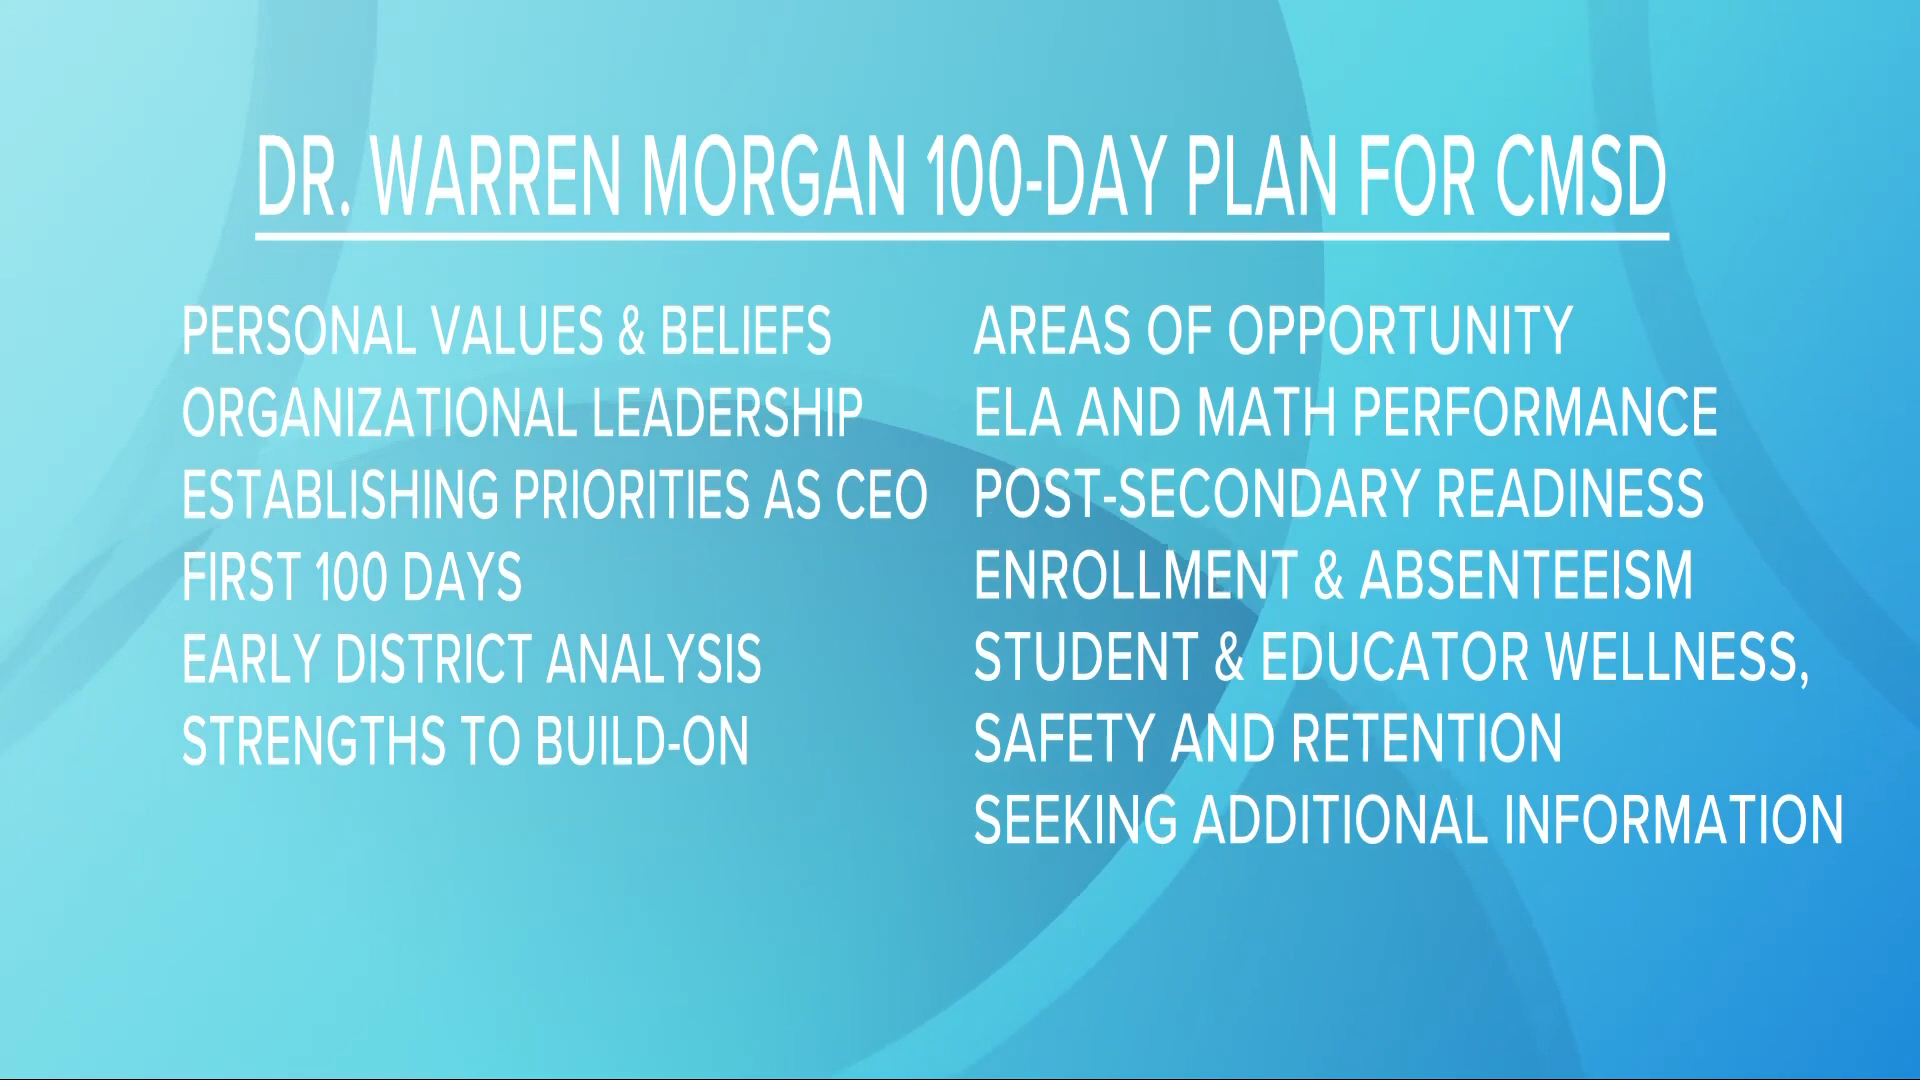 DR. WARREN MORGAN 100-DAY PLAN FOR CMSD
PERSONAL VALUES & BELIEFS
ORGANIZATIONAL LEADERSHIP
ESTABLISHING PRIORITIES AS CEO
FIRST 100 DAYS
EARLY DISTRICT ANALYSIS
STRENGTHS TO BUILD-ON
AREAS OF OPPORTUNITY
ELA AND MATH PERFORMANCE
POST-SECONDARY READINESS
ENROLLMENT & ABSENTEEISM
STUDENT & EDUCATOR WELLNESS,
SAFETY AND RETENTION
SEEKING ADDITIONAL INFORMATION